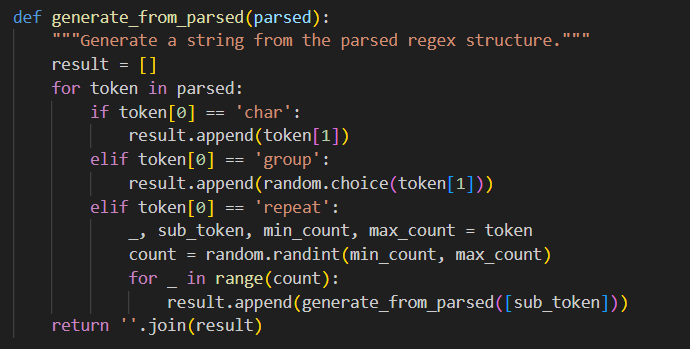 def generate_from_parsed(parsed):
    """Generate a string from the parsed regex structure."""
    result = []
    for token in parsed:
        if token[0] == 'char':
            result.append(token[1])
        elif token[0] == 'group':
            result.append(random.choice(token[1]))
        elif token[0] == 'repeat':
            _, sub_token, min_count, max_count = token
            count = random.randint(min_count, max_count)
            for _ in range(count):
                result.append(generate_from_parsed([sub_token]))
    return ''.join(result)